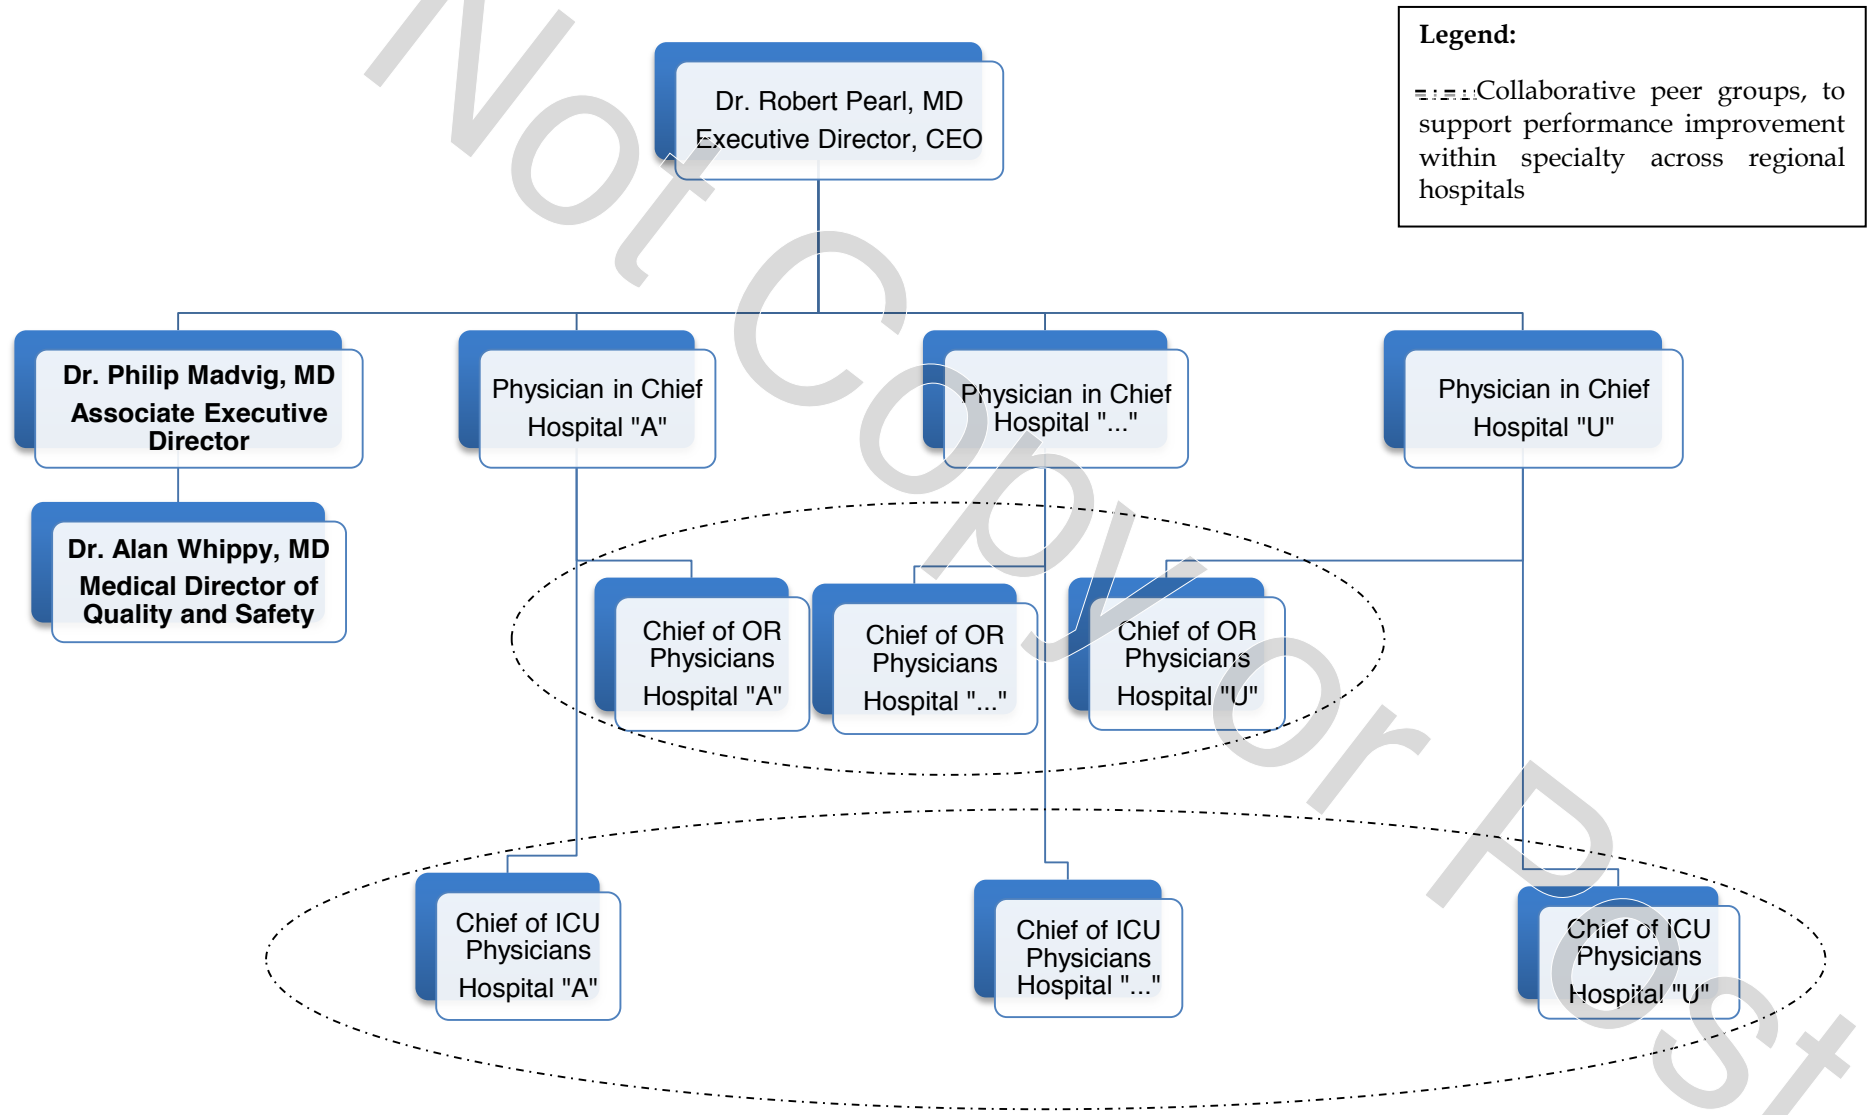 Legend:
Collaborative peer groups, to
support performance improvement
within specialty across regional
hospitals
Dr. Robert Pearl, MD
Executive Director, CEO
Dr. Philip Madvig, MD
Associate Executive
Director
Physician in Chief
Hospital "A"
Physician in Chief
Hospital "..."
Physician in Chief
Hospital "U"
Dr. Alan Whippy, MD
Medical Director of
Quality and Safety
Chief of OR
Physicians
Hospital "A"
Chief of OR
Physicians
Hospital "..."
Chief of OR
Physicians
Hospital "U"
Chief of ICU
Physicians
Hospital "A"
Chief of ICU
Physicians
Hospital "..."
Chief of ICU
Physicians
Hospital "U"
Not Copy or Post